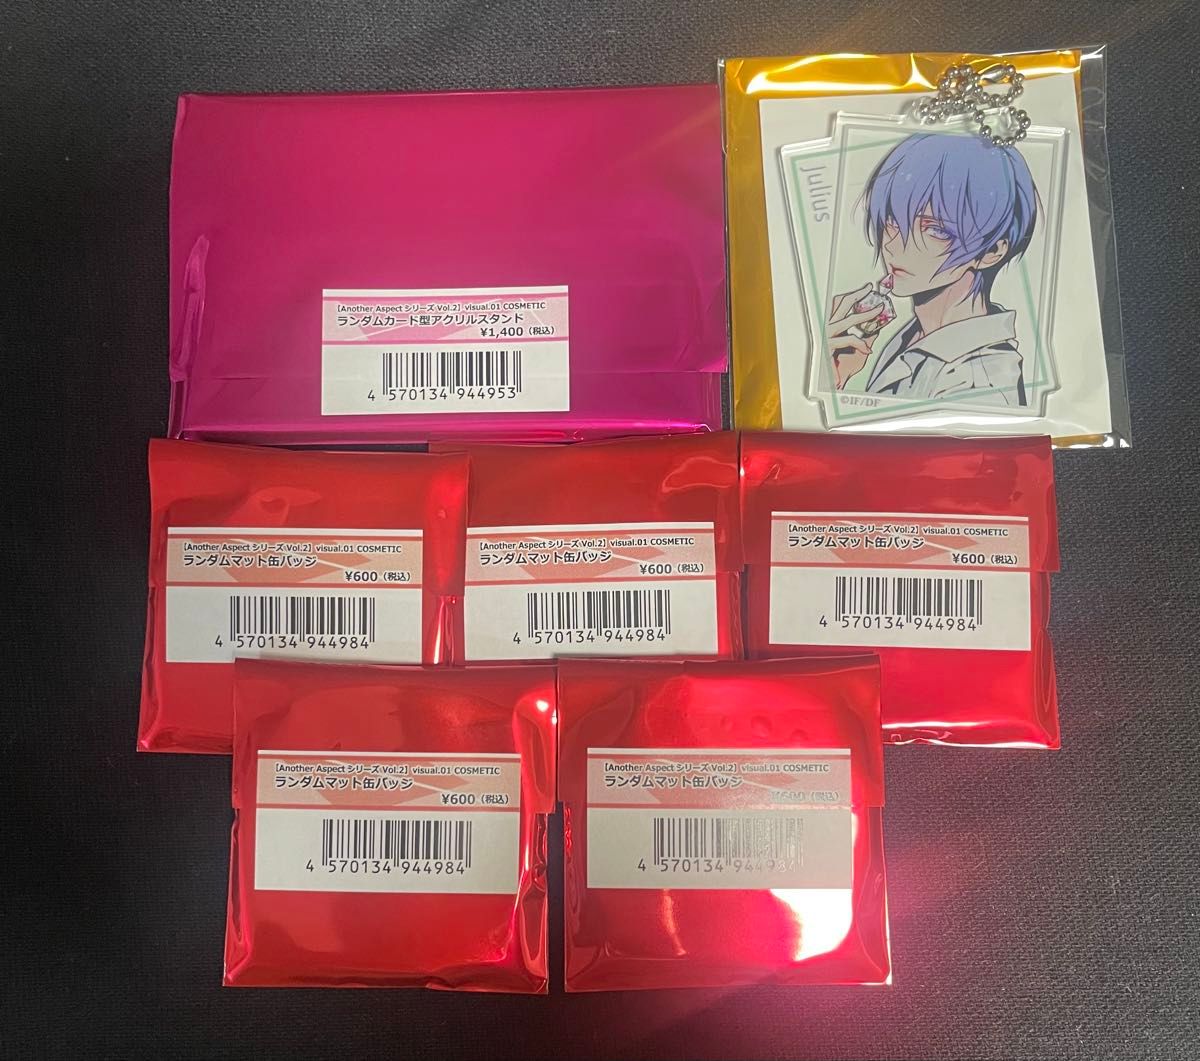 【Another Aspect シリーズ Vol.2】visual.01 COSMETIC
ランダムカード型アクリルスタンド
¥1,400（税込）
4 570134 944953
Julius
©IF/DF
【Another Aspect シリーズ Vol.2】visual.01 COSMETIC
ランダムマット缶バッジ
¥600（税込）
4 570134 944984
【Another Aspect シリーズ Vol.2】visual.01 COSMETIC
ランダムマット缶バッジ
¥600（税込）
4 570134 944984
【Another Aspect シリーズ Vol.2】visual.01 COSMETIC
ランダムマット缶バッジ
¥600（税込）
4 570134 944984
【Another Aspect シリーズ Vol.2】visual.01 COSMETIC
ランダムマット缶バッジ
¥600（税込）
4 570134 944984
【Another Aspect シリーズ Vol.2】visual.01 COSMETIC
ランダムマット缶バッジ
¥600（税込）
4 570134 944984